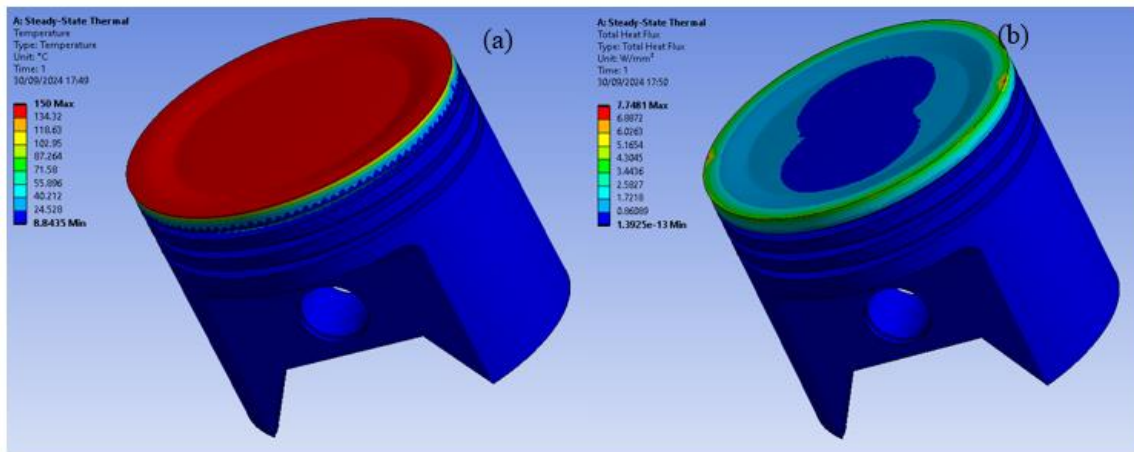 A: Steady-State Thermal
Temperature
Type: Temperature
Unit: °C
Time: 1
30/09/2024 17:49
150 Max
134.32
118.63
102.95
87.264
71.58
55.896
40.212
24.528
8.8435 Min
(a)
A: Steady-State Thermal
Total Heat Flux
Type: Total Heat Flux
Unit: W/mm²
Time: 1
30/09/2024 17:50
7.7481 Max
6.8872
6.0263
5.1654
4.3045
3.4436
2.5827
1.7218
0.86089
1.3925e-13 Min
(b)